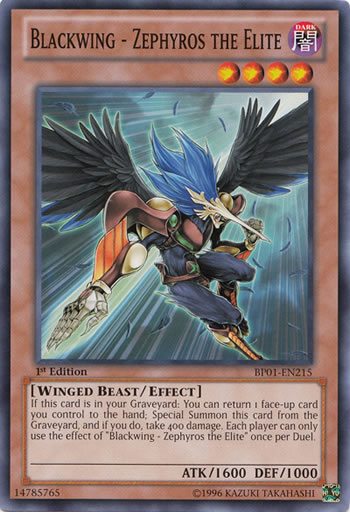 BLACKWING - ZEPHYROS THE ELITE
DARK
闇
1st Edition
BP01-EN215
[WINGED BEAST/EFFECT]
If this card is in your Graveyard: You can return 1 face-up card
you control to the hand; Special Summon this card from the
Graveyard, and if you do, take 400 damage. Each player can only
use the effect of "Blackwing - Zephyros the Elite" once per Duel.
ATK/1600 DEF/1000
14785765
©1996 KAZUKI TAKAHASHI